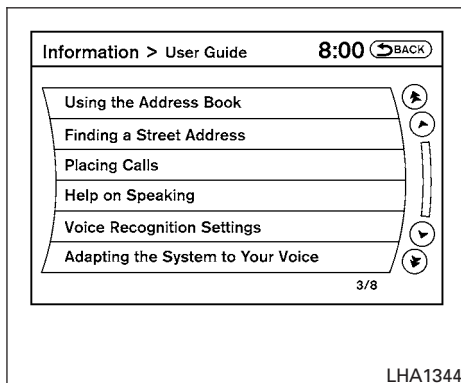 Information > User Guide 8:00 BACK
Using the Address Book
Finding a Street Address
Placing Calls
Help on Speaking
Voice Recognition Settings
Adapting the System to Your Voice
3/8
LHA1344